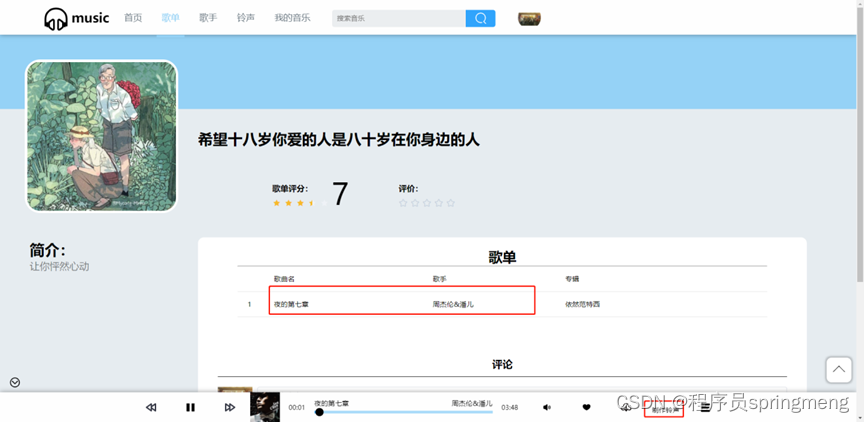 music 首页 歌单 歌手 铃声 我的音乐 搜索音乐
希望十八岁你爱的人是八十岁在你身边的人
歌单评分: 7 评价:
简介:
让你怦然心动
歌单
歌曲名 歌手 专辑
1 夜的第七章 周杰伦&潘儿 依然范特西
评论
夜的第七章 周杰伦&潘儿
00:01 03:48 制作铃声
CSDN @程序员springmeng